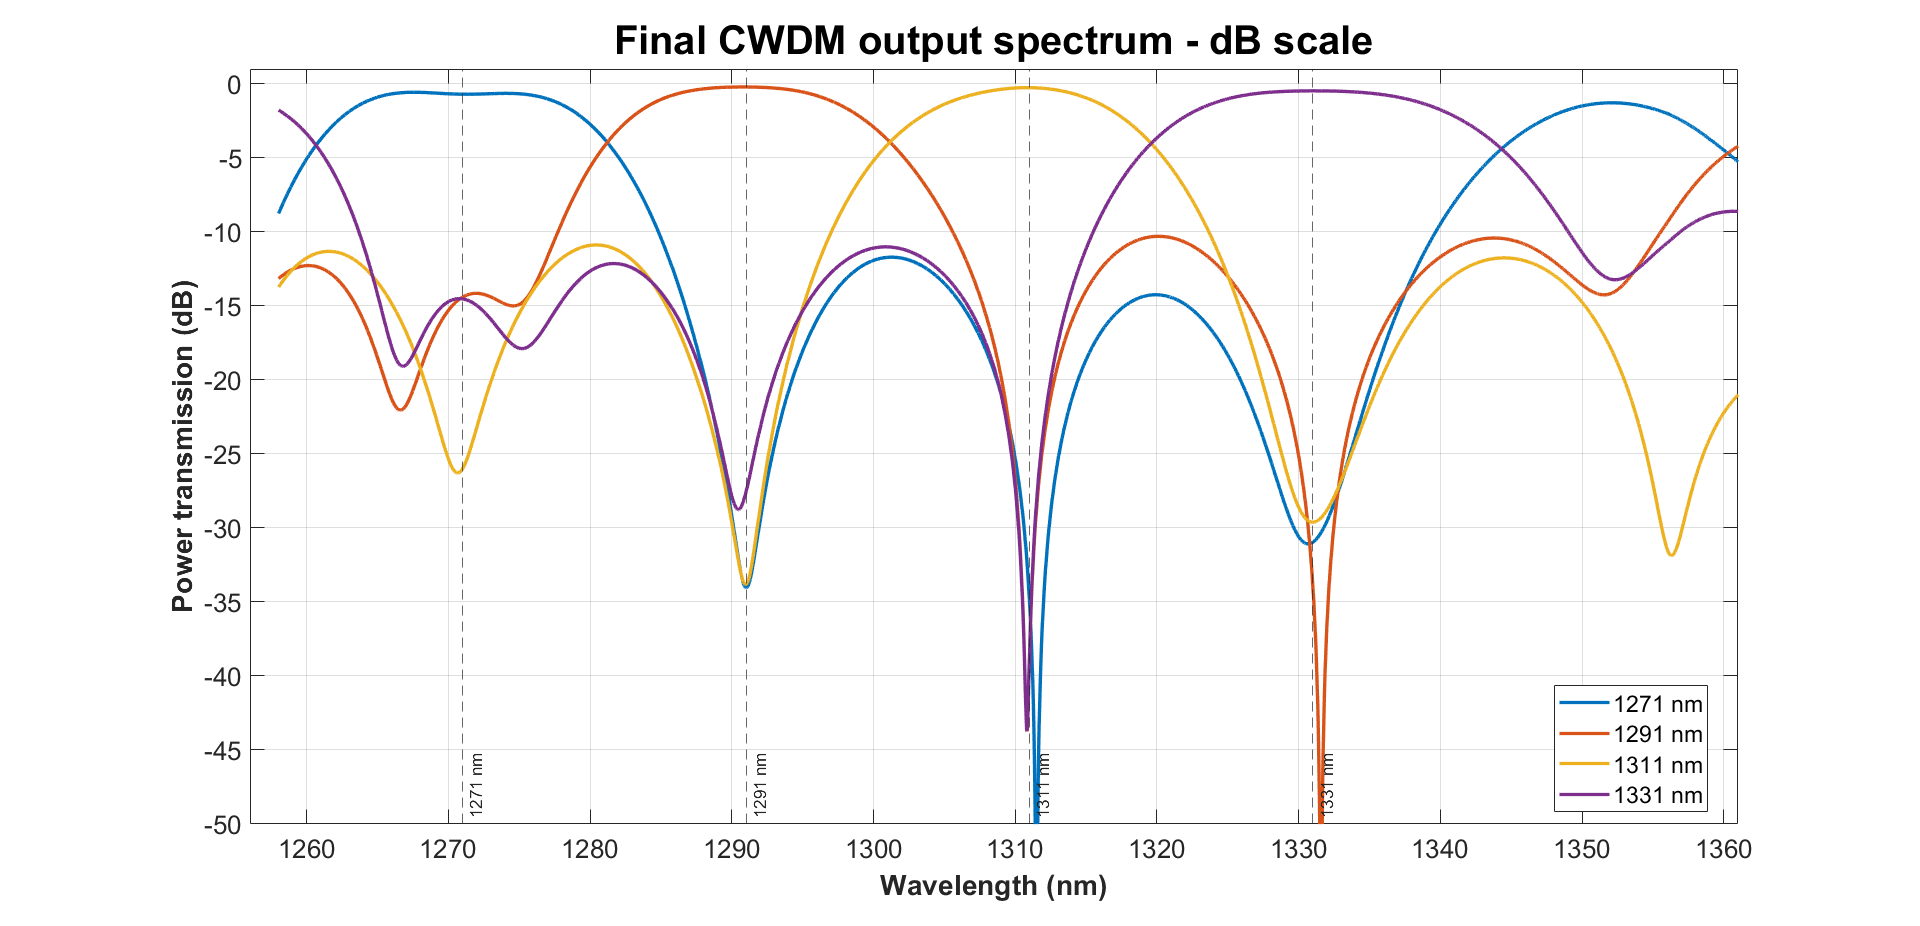 Final CWDM output spectrum - dB scale
Power transmission (dB)
0
-5
-10
-15
-20
-25
-30
-35
-40
-45
-50
1271 nm
1291 nm
1311 nm
1331 nm
1271 nm
1291 nm
1311 nm
1331 nm
1260
1270
1280
1290
1300
1310
1320
1330
1340
1350
1360
Wavelength (nm)